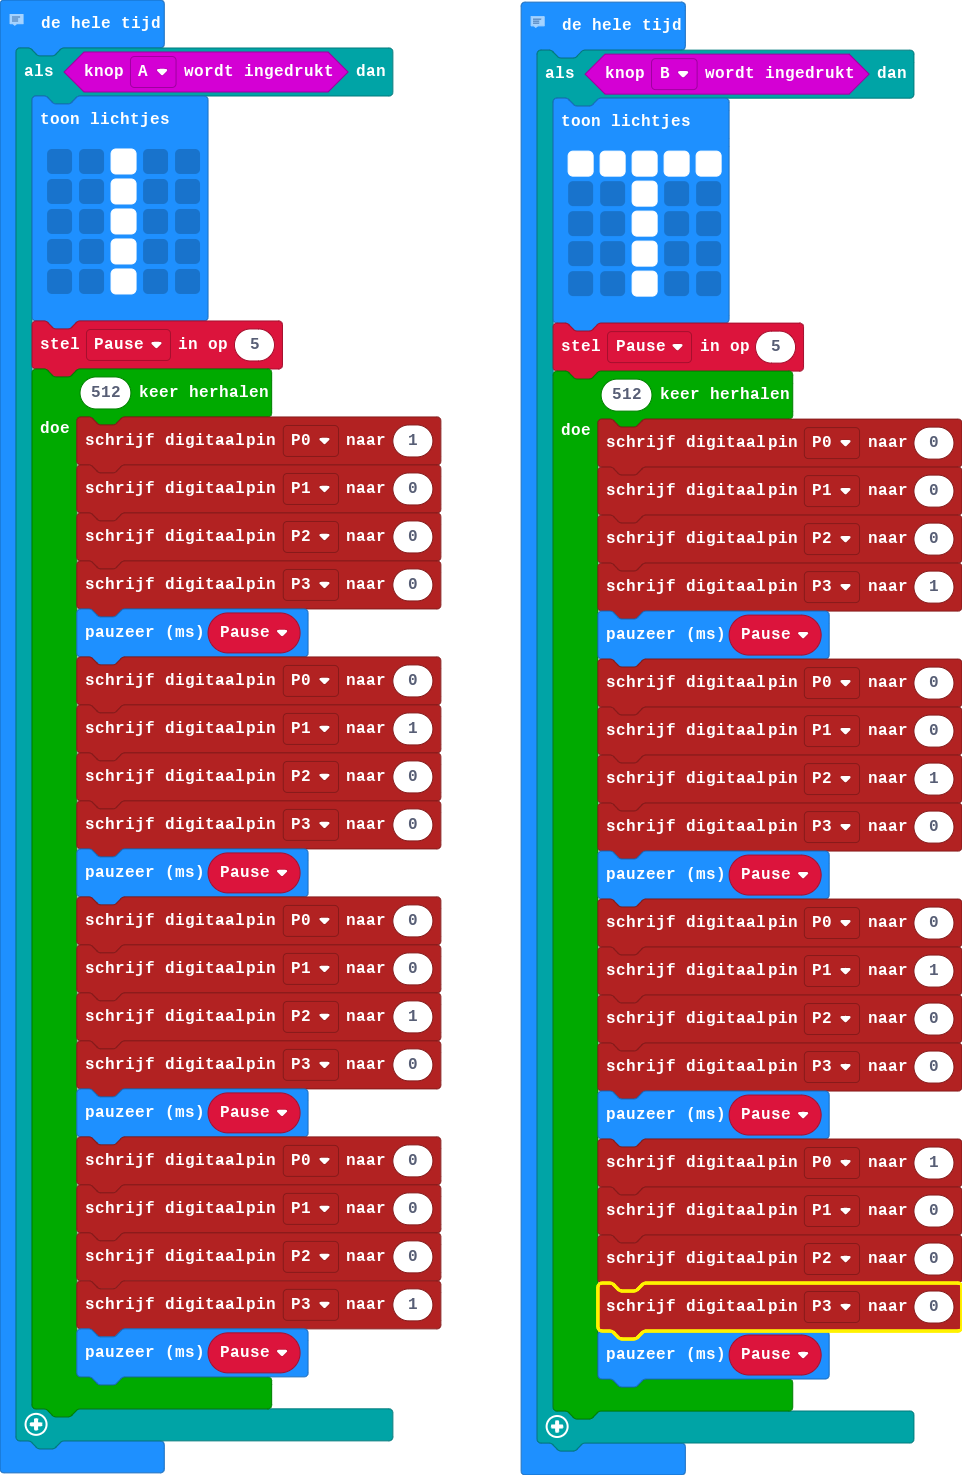 de hele tijd
als knop A wordt ingedrukt dan
toon lichtjes
stel Pause in op 5
512 keer herhalen
doe
schrijf digitaalpin P0 naar 1
schrijf digitaalpin P1 naar 0
schrijf digitaalpin P2 naar 0
schrijf digitaalpin P3 naar 0
pauzeer (ms) Pause
schrijf digitaalpin P0 naar 0
schrijf digitaalpin P1 naar 1
schrijf digitaalpin P2 naar 0
schrijf digitaalpin P3 naar 0
pauzeer (ms) Pause
schrijf digitaalpin P0 naar 0
schrijf digitaalpin P1 naar 0
schrijf digitaalpin P2 naar 1
schrijf digitaalpin P3 naar 0
pauzeer (ms) Pause
schrijf digitaalpin P0 naar 0
schrijf digitaalpin P1 naar 0
schrijf digitaalpin P2 naar 0
schrijf digitaalpin P3 naar 1
pauzeer (ms) Pause
de hele tijd
als knop B wordt ingedrukt dan
toon lichtjes
stel Pause in op 5
512 keer herhalen
doe
schrijf digitaalpin P0 naar 0
schrijf digitaalpin P1 naar 0
schrijf digitaalpin P2 naar 0
schrijf digitaalpin P3 naar 1
pauzeer (ms) Pause
schrijf digitaalpin P0 naar 0
schrijf digitaalpin P1 naar 0
schrijf digitaalpin P2 naar 1
schrijf digitaalpin P3 naar 0
pauzeer (ms) Pause
schrijf digitaalpin P0 naar 0
schrijf digitaalpin P1 naar 1
schrijf digitaalpin P2 naar 0
schrijf digitaalpin P3 naar 0
pauzeer (ms) Pause
schrijf digitaalpin P0 naar 1
schrijf digitaalpin P1 naar 0
schrijf digitaalpin P2 naar 0
schrijf digitaalpin P3 naar 0
pauzeer (ms) Pause